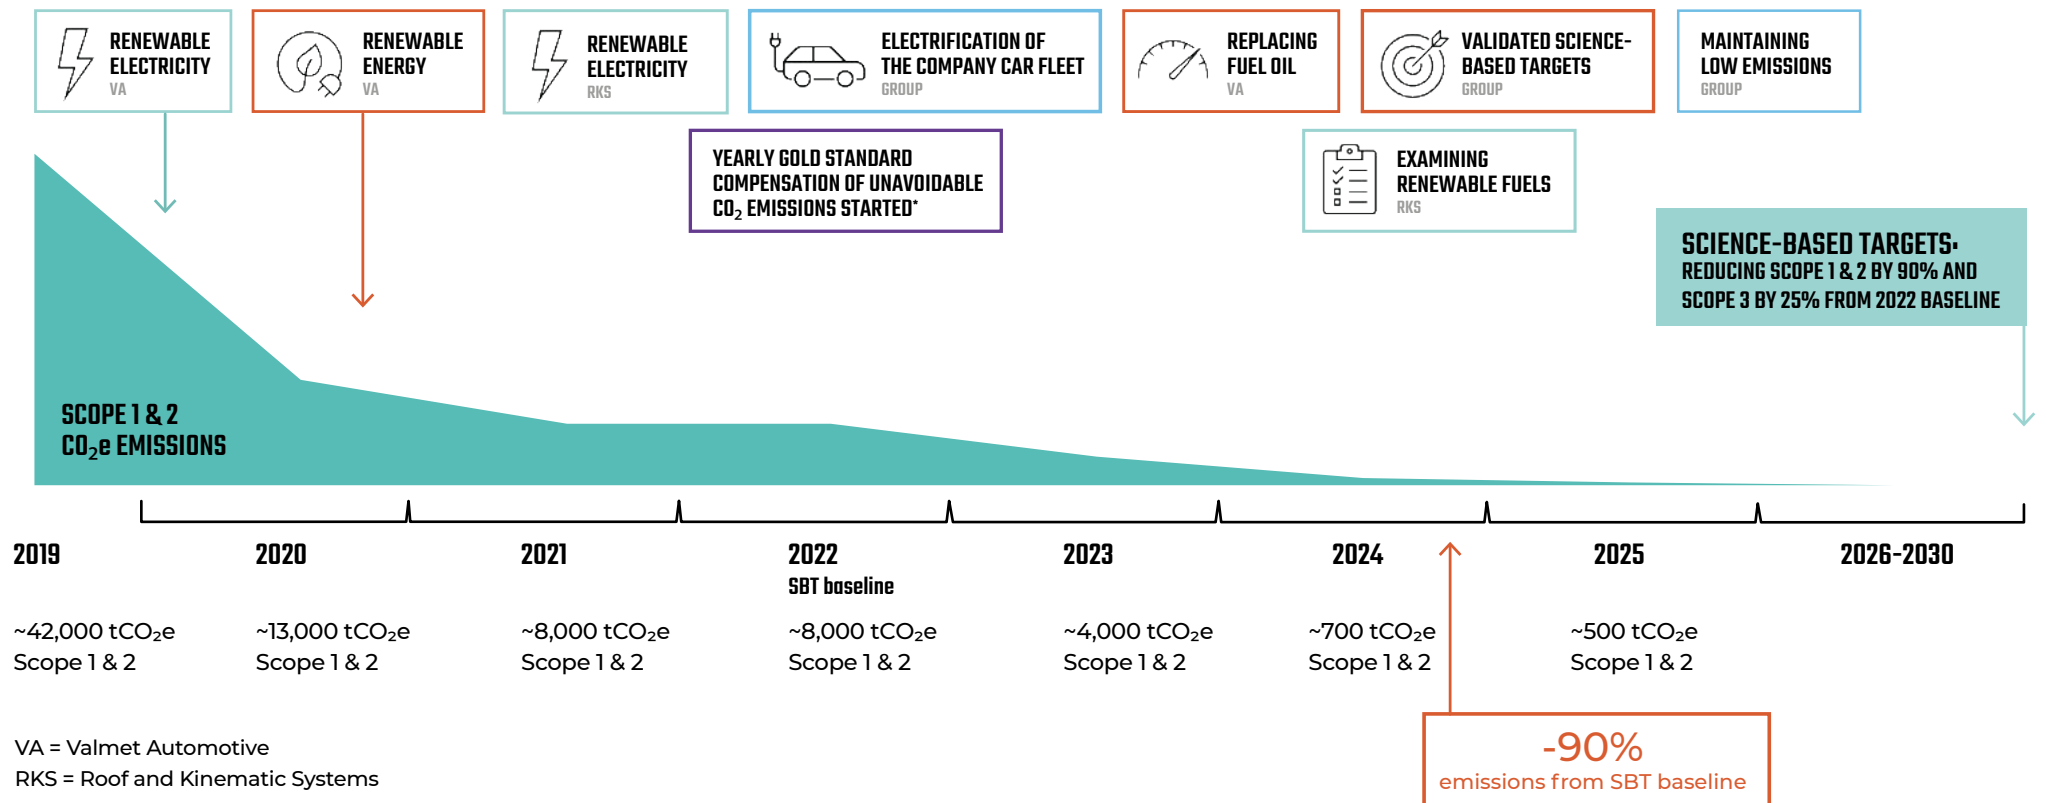 RENEWABLE
ELECTRICITY
VA
RENEWABLE
ENERGY
VA
RENEWABLE
ELECTRICITY
RKS
ELECTRIFICATION OF
THE COMPANY CAR FLEET
GROUP
REPLACING
FUEL OIL
VA
VALIDATED SCIENCE-
BASED TARGETS
GROUP
MAINTAINING
LOW EMISSIONS
GROUP
YEARLY GOLD STANDARD
COMPENSATION OF UNAVOIDABLE
CO₂ EMISSIONS STARTED*
EXAMINING
RENEWABLE FUELS
RKS
SCIENCE-BASED TARGETS:
REDUCING SCOPE 1 & 2 BY 90% AND
SCOPE 3 BY 25% FROM 2022 BASELINE
SCOPE 1 & 2
CO₂e EMISSIONS
2019
2020
2021
2022
SBT baseline
2023
2024
2025
2026-2030
~42,000 tCO₂e
Scope 1 & 2
~13,000 tCO₂e
Scope 1 & 2
~8,000 tCO₂e
Scope 1 & 2
~8,000 tCO₂e
Scope 1 & 2
~4,000 tCO₂e
Scope 1 & 2
~700 tCO₂e
Scope 1 & 2
~500 tCO₂e
Scope 1 & 2
VA = Valmet Automotive
RKS = Roof and Kinematic Systems
-90%
emissions from SBT baseline